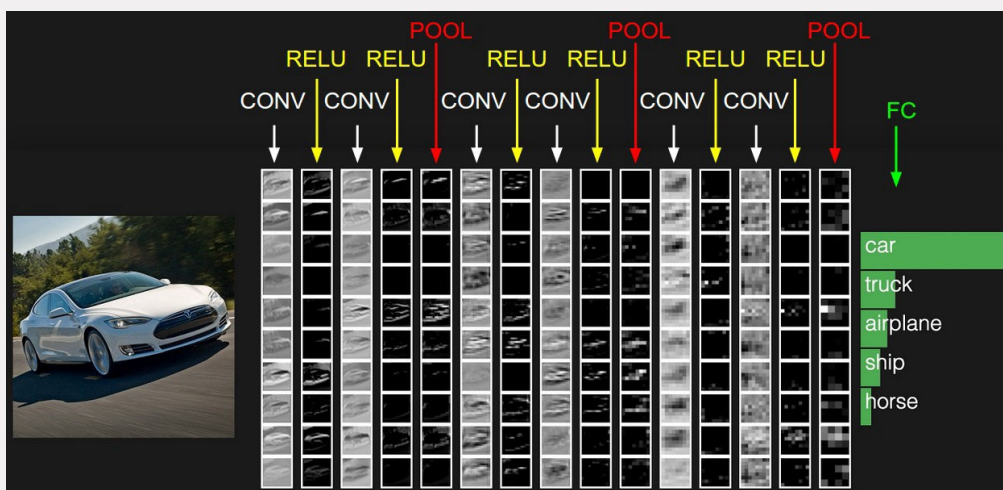 POOL POOL POOL
RELU RELU RELU RELU RELU RELU
CONV CONV CONV CONV CONV CONV
FC
car
truck
airplane
ship
horse